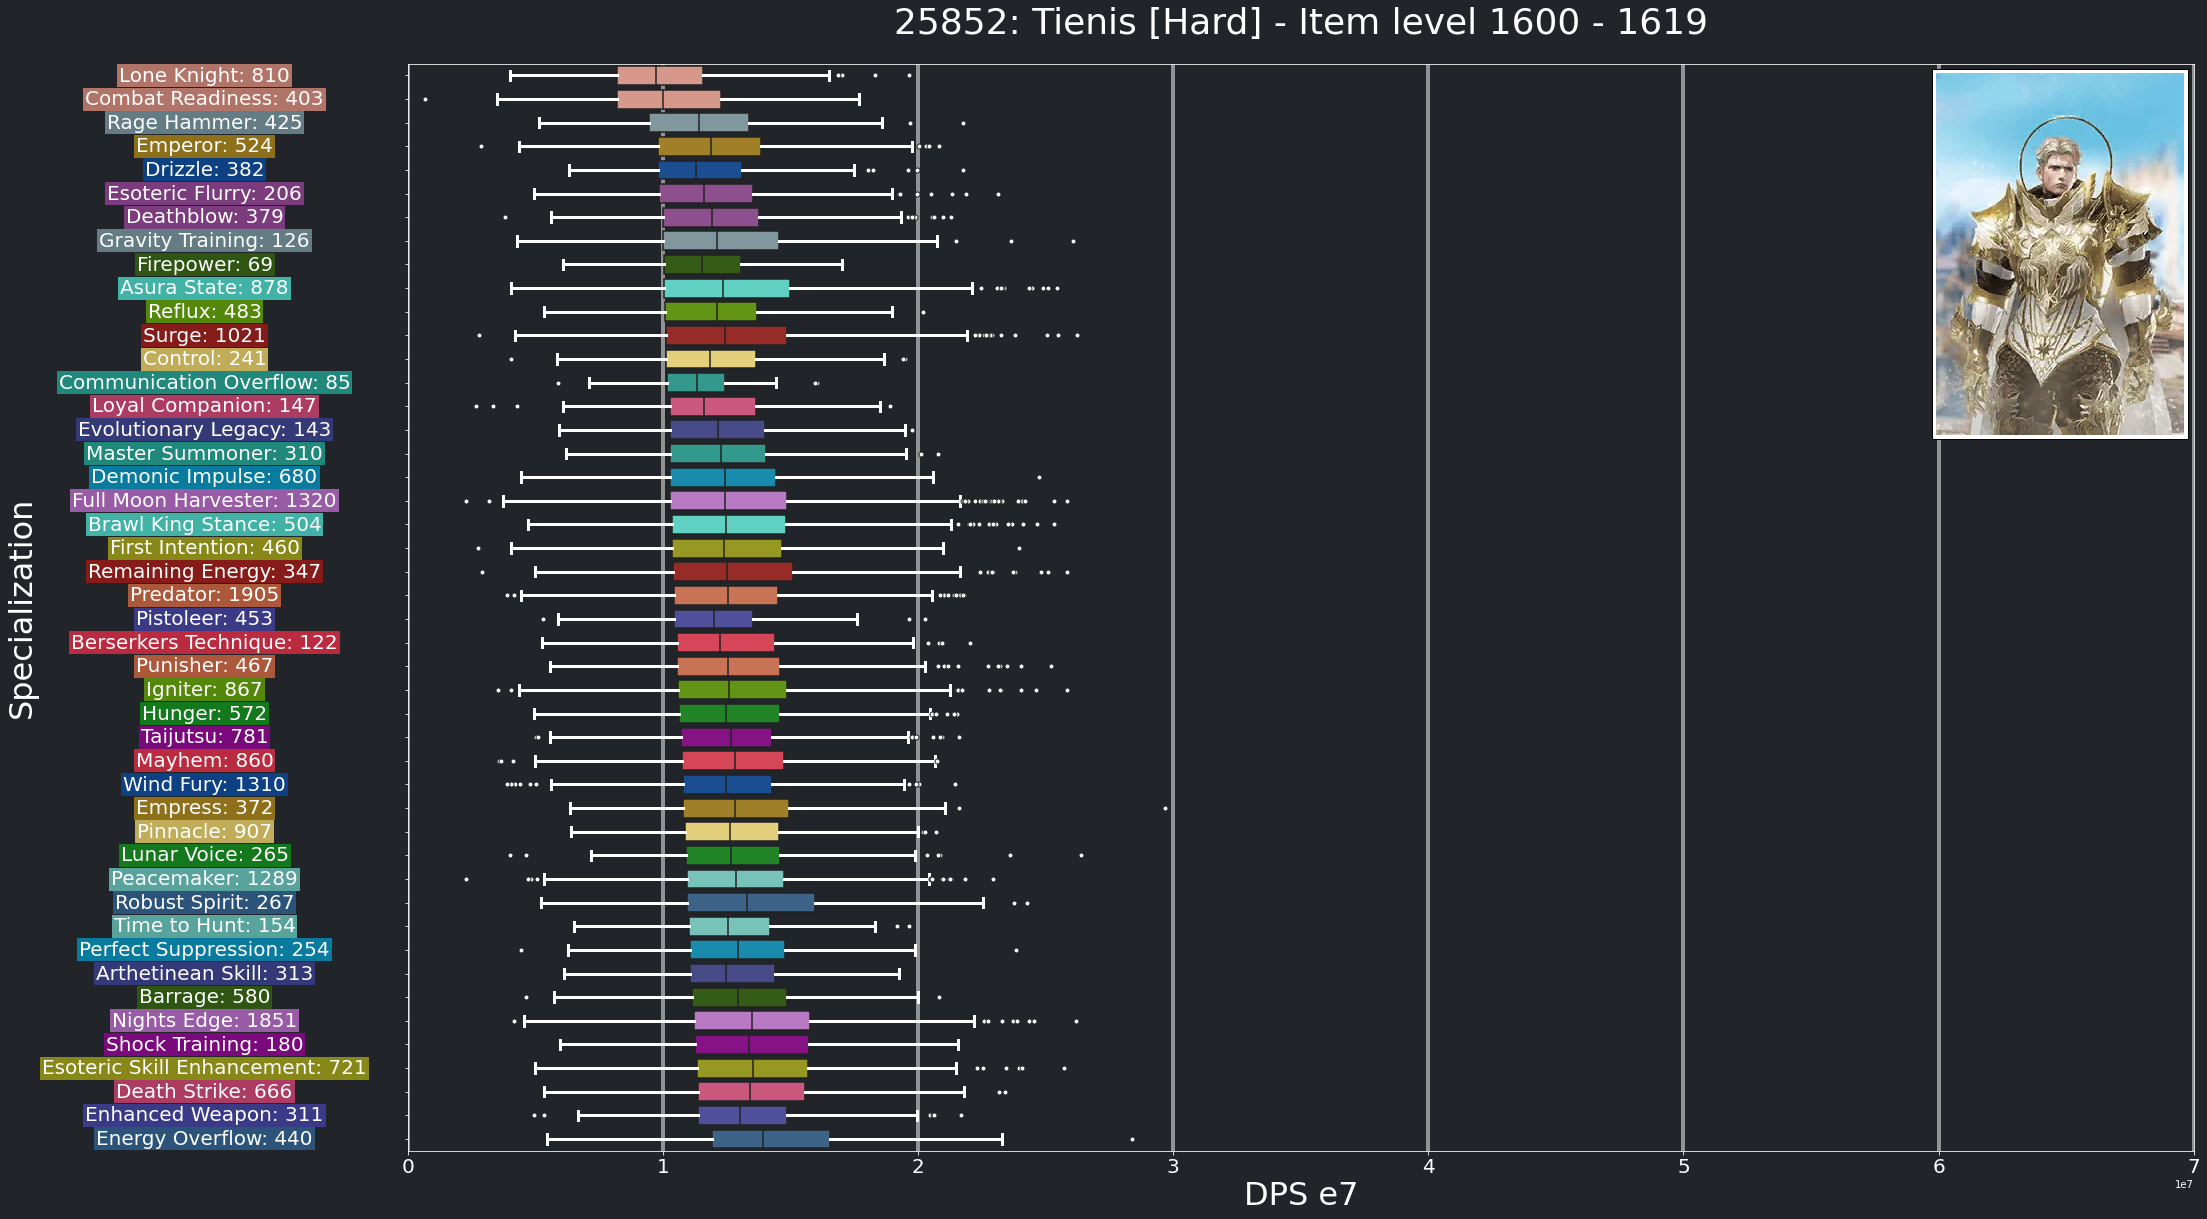 25852: Tienis [Hard] - Item level 1600 - 1619
Lone Knight: 810
Combat Readiness: 403
Rage Hammer: 425
Emperor: 524
Drizzle: 382
Esoteric Flurry: 206
Deathblow: 379
Gravity Training: 126
Firepower: 69
Asura State: 878
Reflux: 483
Surge: 1021
Control: 241
Communication Overflow: 85
Loyal Companion: 147
Evolutionary Legacy: 143
Master Summoner: 310
Demonic Impulse: 680
Full Moon Harvester: 1320
Brawl King Stance: 504
First Intention: 460
Remaining Energy: 347
Predator: 1905
Pistoleer: 453
Berserkers Technique: 122
Punisher: 467
Igniter: 867
Hunger: 572
Taijutsu: 781
Mayhem: 860
Wind Fury: 1310
Empress: 372
Pinnacle: 907
Lunar Voice: 265
Peacemaker: 1289
Robust Spirit: 267
Time to Hunt: 154
Perfect Suppression: 254
Arthetinean Skill: 313
Barrage: 580
Nights Edge: 1851
Shock Training: 180
Esoteric Skill Enhancement: 721
Death Strike: 666
Enhanced Weapon: 311
Energy Overflow: 440
Specialization
0 1 2 3 4 5 6 7
1e7
DPS e7